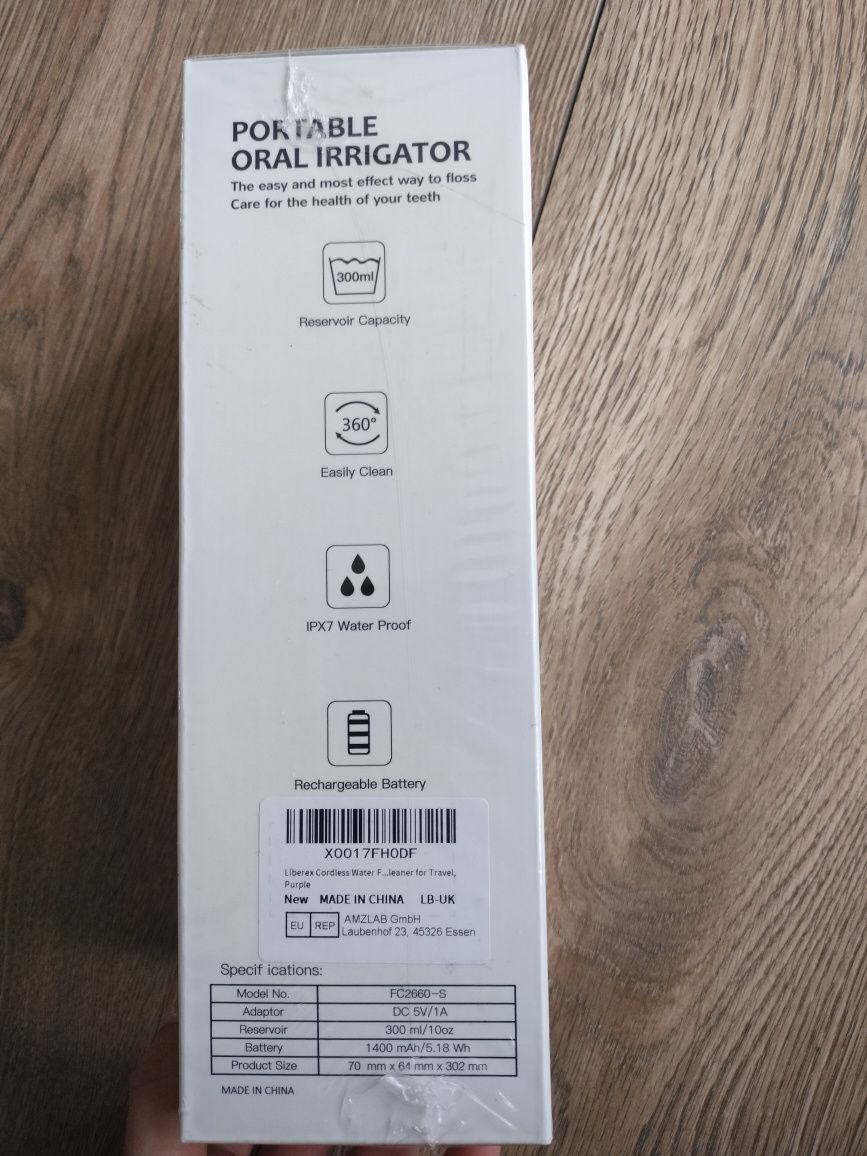 PORTABLE
ORAL IRRIGATOR
The easy and most effect way to floss
Care for the health of your teeth
300ml
Reservoir Capacity
360°
Easily Clean
IPX7 Water Proof
Rechargeable Battery
X0017FH0DF
Liberex Cordless Water F...leaner for Travel,
Purple
New MADE IN CHINA LB-UK
EU REP AMZLAB GmbH
Laubenhof 23, 45326 Essen
Specif ications:
Model No. FC2660-S
Adaptor DC 5V/1A
Reservoir 300 ml/10oz
Battery 1400 mAh/5.18 Wh
Product Size 70 mm x 64 mm x 302 mm
MADE IN CHINA